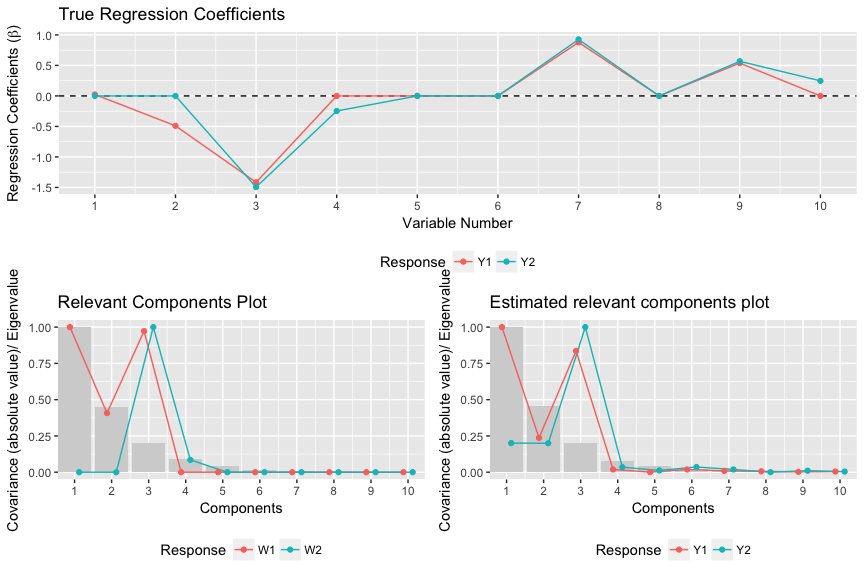 True Regression Coefficients
Regression Coefficients (β)
1.0
0.5
0.0
-0.5
-1.0
-1.5
1 2 3 4 5 6 7 8 9 10
Variable Number
Response Y1 Y2
Relevant Components Plot
Covariance (absolute value)/ Eigenvalue
1.00
0.75
0.50
0.25
0.00
1 2 3 4 5 6 7 8 9 10
Components
Response W1 W2
Estimated relevant components plot
Covariance (absolute value)/ Eigenvalue
1.00
0.75
0.50
0.25
0.00
1 2 3 4 5 6 7 8 9 10
Components
Response Y1 Y2